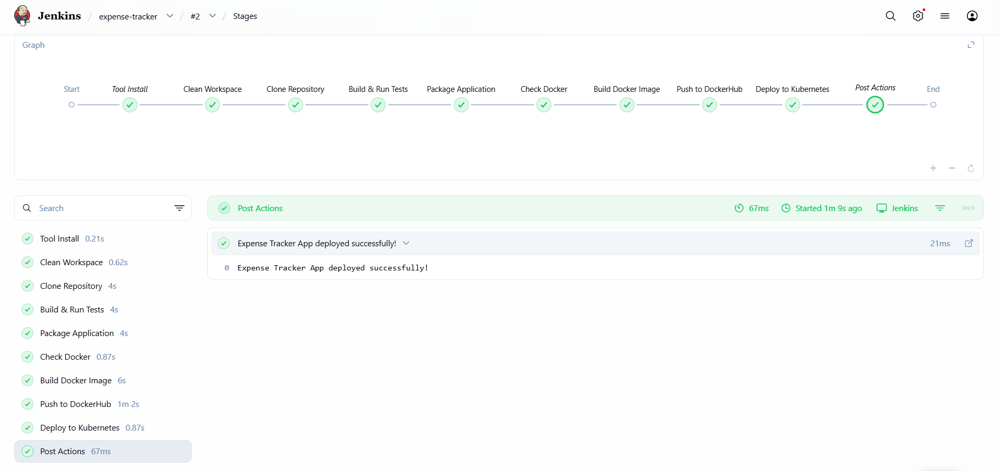 Jenkins / expense-tracker / #2 / Stages
Graph
Start Tool Install Clean Workspace Clone Repository Build & Run Tests Package Application Check Docker Build Docker Image Push to DockerHub Deploy to Kubernetes Post Actions End
Search
Tool Install 0.21s
Clean Workspace 0.62s
Clone Repository 4s
Build & Run Tests 4s
Package Application 4s
Check Docker 0.87s
Build Docker Image 6s
Push to DockerHub 1m 2s
Deploy to Kubernetes 0.87s
Post Actions 67ms
Post Actions 67ms Started 1m 9s ago Jenkins
Expense Tracker App deployed successfully! 21ms
0 Expense Tracker App deployed successfully!